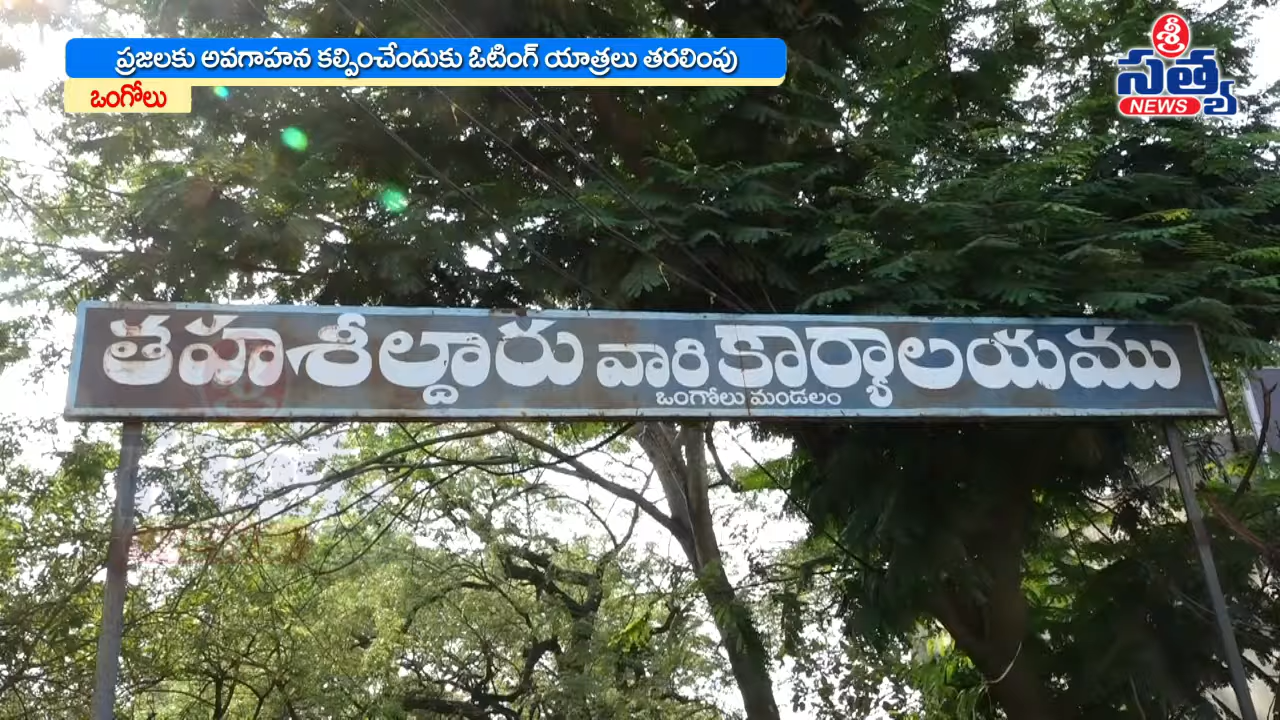 ప్రజలకు అవగాహన కల్పించేందుకు ఓటింగ్ యాత్రలు తరలింపు
ఒంగోలు
శ్రీ
సత్య
NEWS
తహశీల్దారు వారి కార్యాలయము
ఒంగోలు మండలం